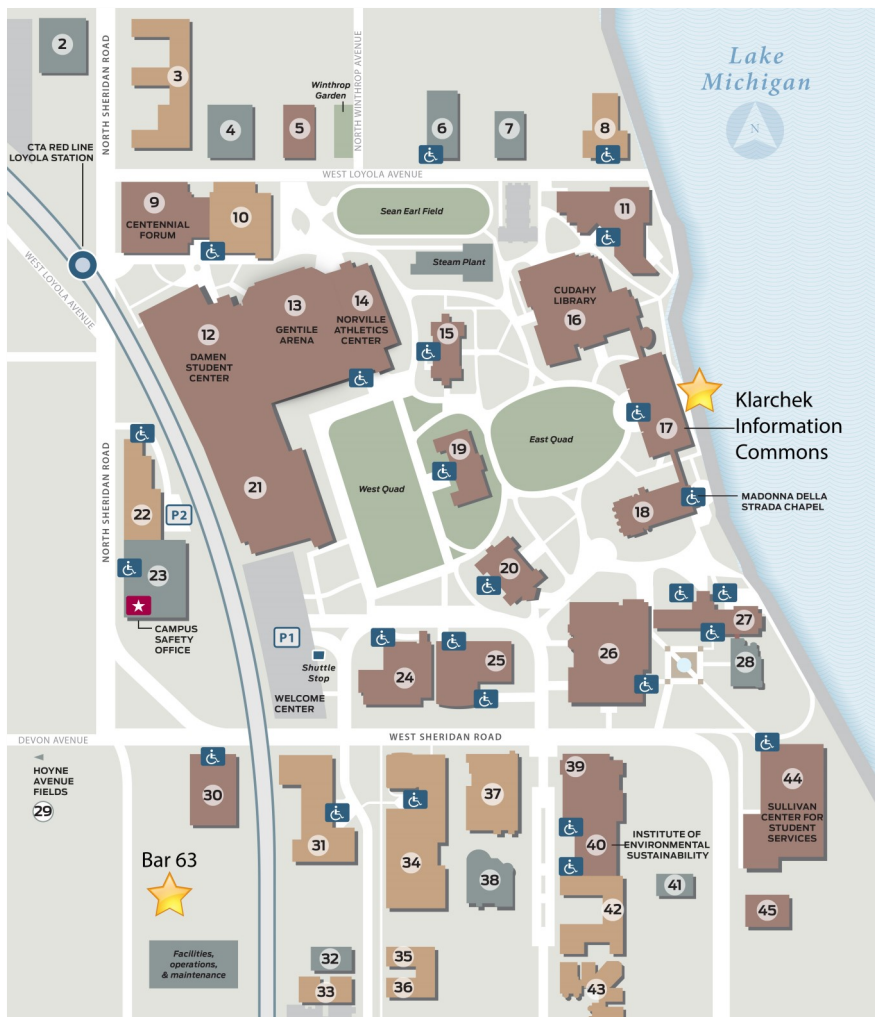 2
NORTH SHERIDAN ROAD
3
4
5
Winthrop
Garden
NORTH WINTHROP AVENUE
6
7
8
Lake
Michigan
N
CTA RED LINE
LOYOLA STATION
WEST LOYOLA AVENUE
9
CENTENNIAL
FORUM
10
Sean Earl Field
11
Steam Plant
WEST LOYOLA AVENUE
12
DAMEN
STUDENT
CENTER
13
GENTILE
ARENA
14
NORVILLE
ATHLETICS
CENTER
15
CUDAHY
LIBRARY
16
17
Klarchek
Information
Commons
NORTH SHERIDAN ROAD
19
East Quad
West Quad
21
18
MADONNA DELLA
STRADA CHAPEL
22
P2
23
CAMPUS
SAFETY
OFFICE
20
P1
Shuttle
Stop
WELCOME
CENTER
24
25
26
27
28
DEVON AVENUE
WEST SHERIDAN ROAD
HOYNE
AVENUE
FIELDS
29
30
31
34
37
38
39
40
INSTITUTE OF
ENVIRONMENTAL
SUSTAINABILITY
44
SULLIVAN
CENTER FOR
STUDENT
SERVICES
Bar 63
41
42
45
Facilities,
operations,
& maintenance
32
33
35
36
43